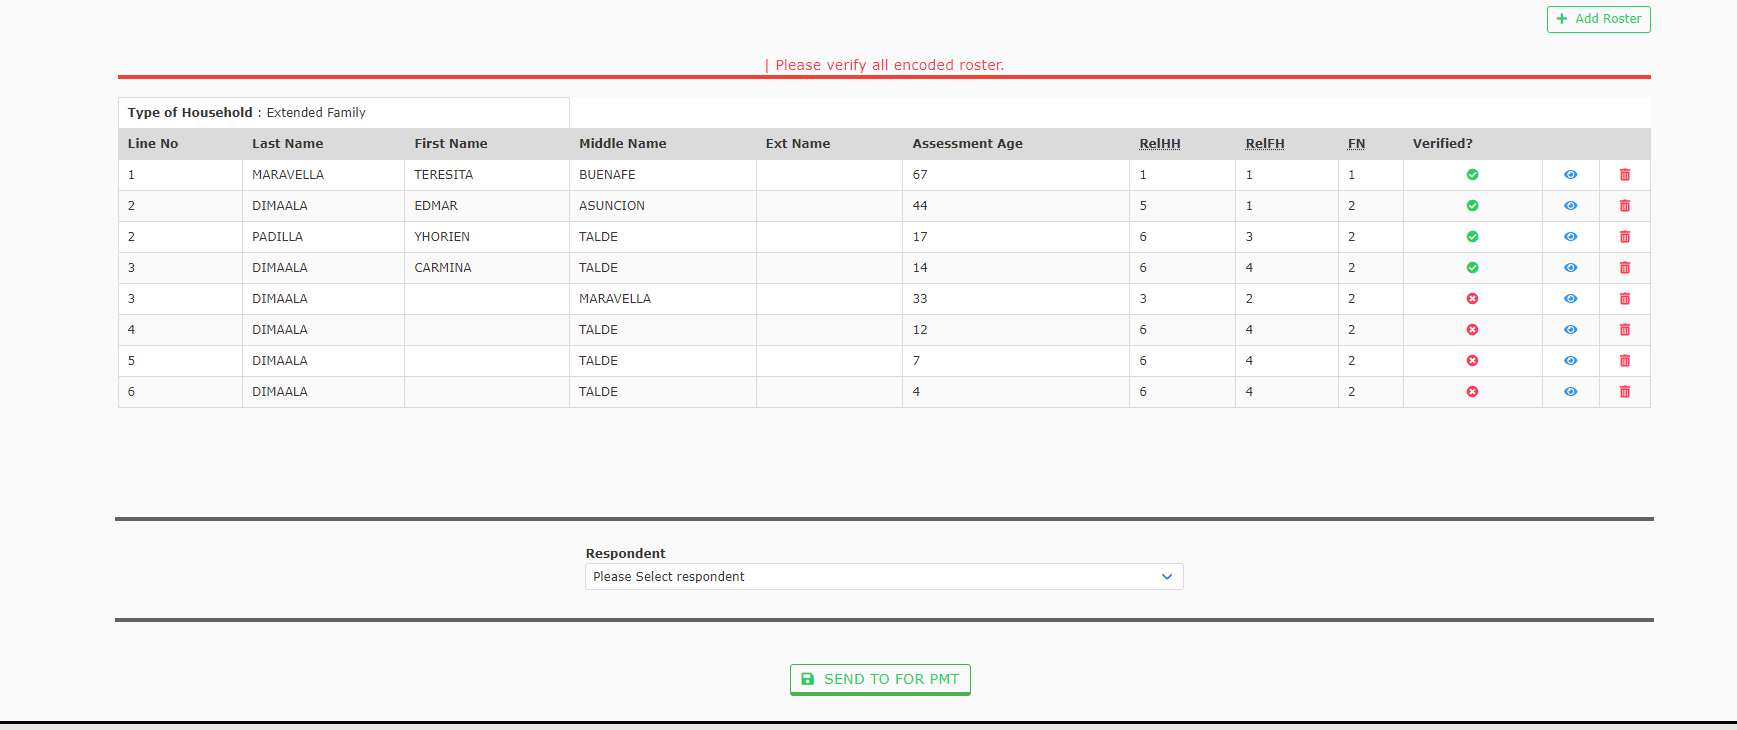 Add Roster
| Please verify all encoded roster.
Type of Household : Extended Family
Line No Last Name First Name Middle Name Ext Name Assessment Age RelHH RelFH FN Verified?
1 MARAVELLA TERESITA BUENAFE 67 1 1 1
2 DIMAALA EDMAR ASUNCION 44 5 1 2
2 PADILLA YHORIEN TALDE 17 6 3 2
3 DIMAALA CARMINA TALDE 14 6 4 2
3 DIMAALA MARAVELLA 33 3 2 2
4 DIMAALA TALDE 12 6 4 2
5 DIMAALA TALDE 7 6 4 2
6 DIMAALA TALDE 4 6 4 2
Respondent
Please Select respondent
SEND TO FOR PMT